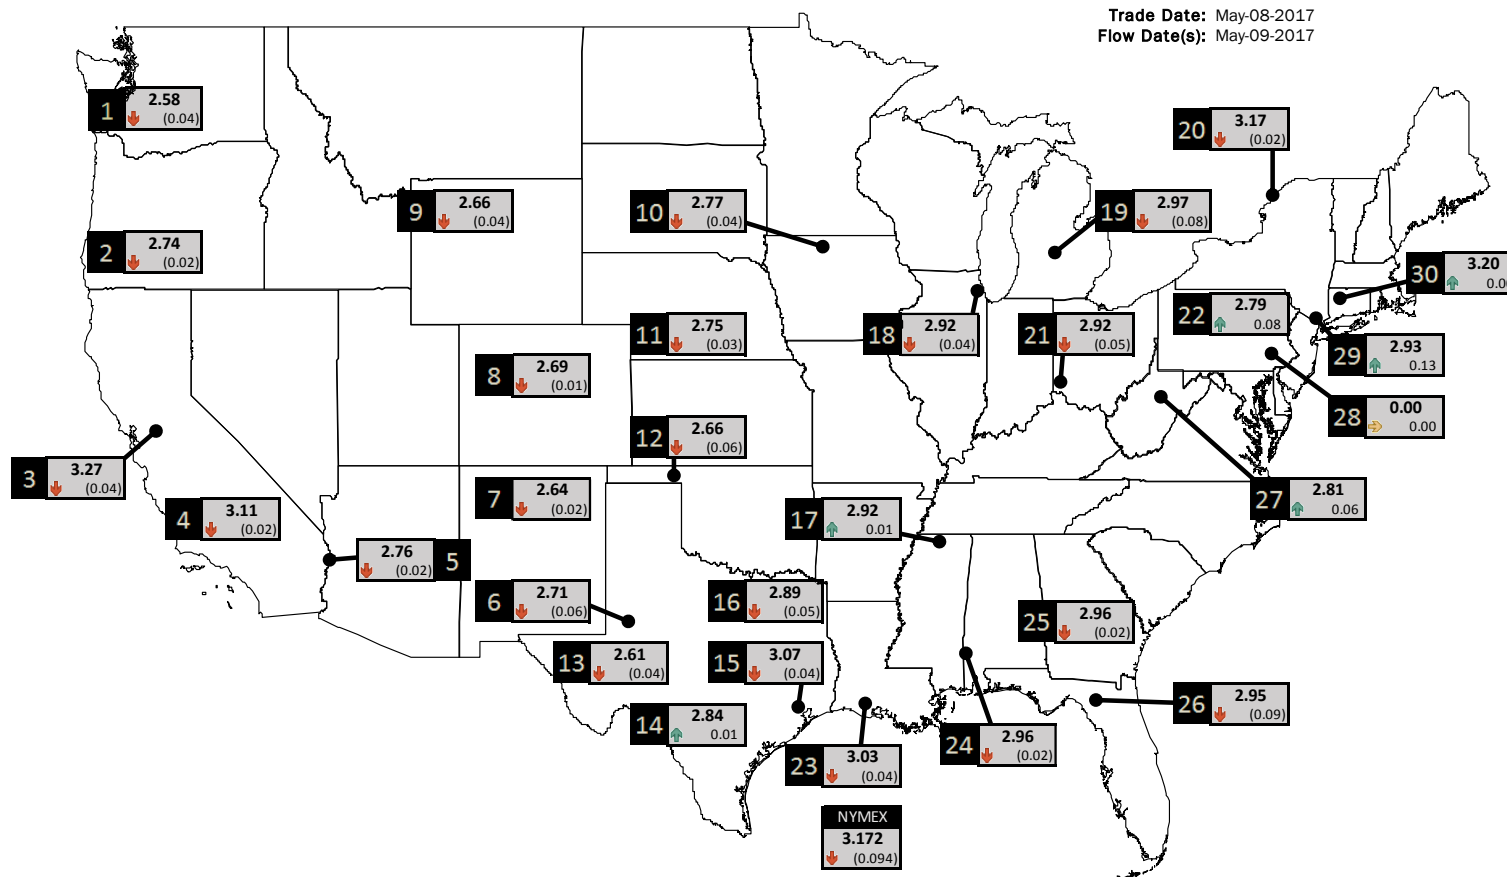 Trade Date: May-08-2017
Flow Date(s): May-09-2017
1 2.58 (0.04)
2 2.74 (0.02)
3 3.27 (0.04)
4 3.11 (0.02)
2.76 (0.02) 5
6 2.71 (0.06)
7 2.64 (0.02)
8 2.69 (0.01)
9 2.66 (0.04)
10 2.77 (0.04)
11 2.75 (0.03)
12 2.66 (0.06)
13 2.61 (0.04)
14 2.84 0.01
15 3.07 (0.04)
16 2.89 (0.05)
17 2.92 0.01
18 2.92 (0.04)
19 2.97 (0.08)
20 3.17 (0.02)
21 2.92 (0.05)
22 2.79 0.08
23 3.03 (0.04)
24 2.96 (0.02)
25 2.96 (0.02)
26 2.95 (0.09)
27 2.81 0.06
28 0.00 0.00
29 2.93 0.13
30 3.20
NYMEX
3.172
(0.094)